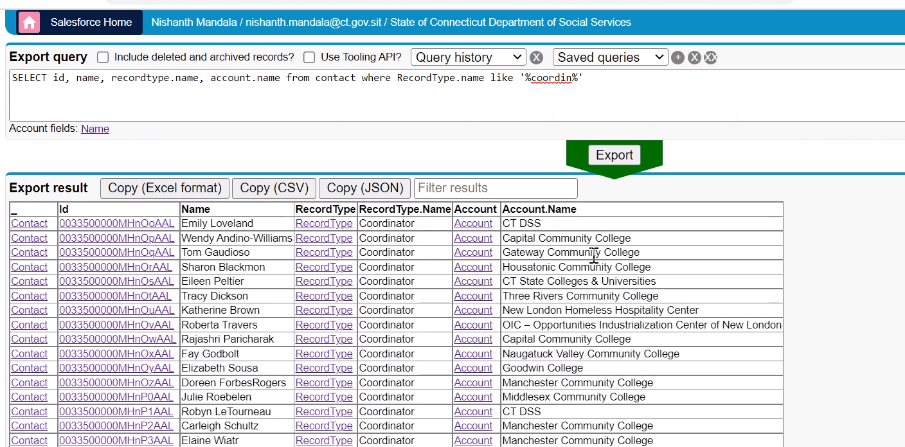 Salesforce Home Nishanth Mandala / nishanth.mandala@ct.gov.sit / State of Connecticut Department of Social Services
Export query Include deleted and archived records? Use Tooling API? Query history X Saved queries + X XX
SELECT id, name, recordtype.name, account.name from contact where RecordType.name like '%coordin%'
Account fields: Name
Export
Export result Copy (Excel format) Copy (CSV) Copy (JSON) Filter results
_ Id Name RecordType RecordType.Name Account Account.Name
Contact 0033500000MHnOoAAL Emily Loveland RecordType Coordinator Account CT DSS
Contact 0033500000MHnOpAAL Wendy Andino-Williams RecordType Coordinator Account Capital Community College
Contact 0033500000MHnOqAAL Tom Gaudioso RecordType Coordinator Account Gateway Community College
Contact 0033500000MHnOrAAL Sharon Blackmon RecordType Coordinator Account Housatonic Community College
Contact 0033500000MHnOsAAL Eileen Peltier RecordType Coordinator Account CT State Colleges & Universities
Contact 0033500000MHnOtAAL Tracy Dickson RecordType Coordinator Account Three Rivers Community College
Contact 0033500000MHnOuAAL Katherine Brown RecordType Coordinator Account New London Homeless Hospitality Center
Contact 0033500000MHnOvAAL Roberta Travers RecordType Coordinator Account OIC – Opportunities Industrialization Center of New London
Contact 0033500000MHnOwAAL Rajashri Paricharak RecordType Coordinator Account Capital Community College
Contact 0033500000MHnOxAAL Fay Godbolt RecordType Coordinator Account Naugatuck Valley Community College
Contact 0033500000MHnOyAAL Elizabeth Sousa RecordType Coordinator Account Goodwin College
Contact 0033500000MHnOzAAL Doreen ForbesRogers RecordType Coordinator Account Manchester Community College
Contact 0033500000MHnP0AAL Julie Roebelen RecordType Coordinator Account Middlesex Community College
Contact 0033500000MHnP1AAL Robyn LeTourneau RecordType Coordinator Account CT DSS
Contact 0033500000MHnP2AAL Carleigh Schultz RecordType Coordinator Account Manchester Community College
Contact 0033500000MHnP3AAL Elaine Wiatr RecordType Coordinator Account Manchester Community College